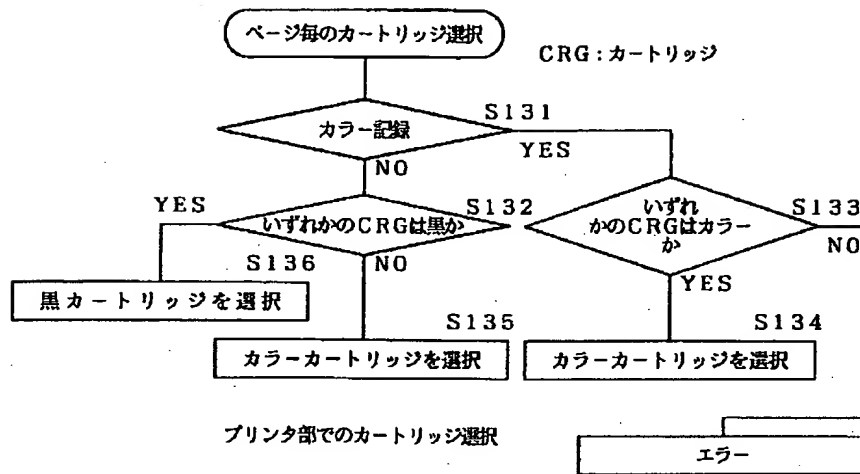 ページ毎のカートリッジ選択
CRG:カートリッジ
S131
カラー記録
YES
NO
YES
いずれかのCRGは黒か
S132
いずれ
かのCRGはカラー
か
S133
NO
S136
NO
YES
黒カートリッジを選択
S135
S134
カラーカートリッジを選択
カラーカートリッジを選択
プリンタ部でのカートリッジ選択
エラー